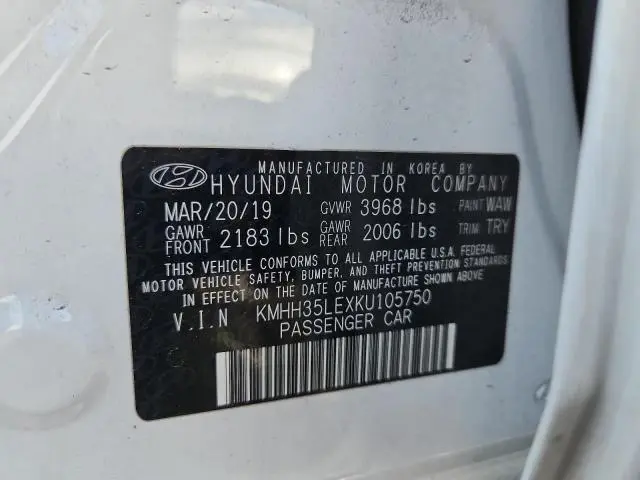 MANUFACTURED IN KOREA BY
HYUNDAI MOTOR COMPANY
MAR/20/19 GVWR 3968 lbs PAINT WAW
GAWR FRONT 2183 lbs GAWR REAR 2006 lbs TRIM TRY
THIS VEHICLE CONFORMS TO ALL APPLICABLE U.S.A. FEDERAL
MOTOR VEHICLE SAFETY, BUMPER, AND THEFT PREVENTION STANDARDS
IN EFFECT ON THE DATE OF MANUFACTURE SHOWN ABOVE
V.I.N KMHH35LEXKU105750
PASSENGER CAR